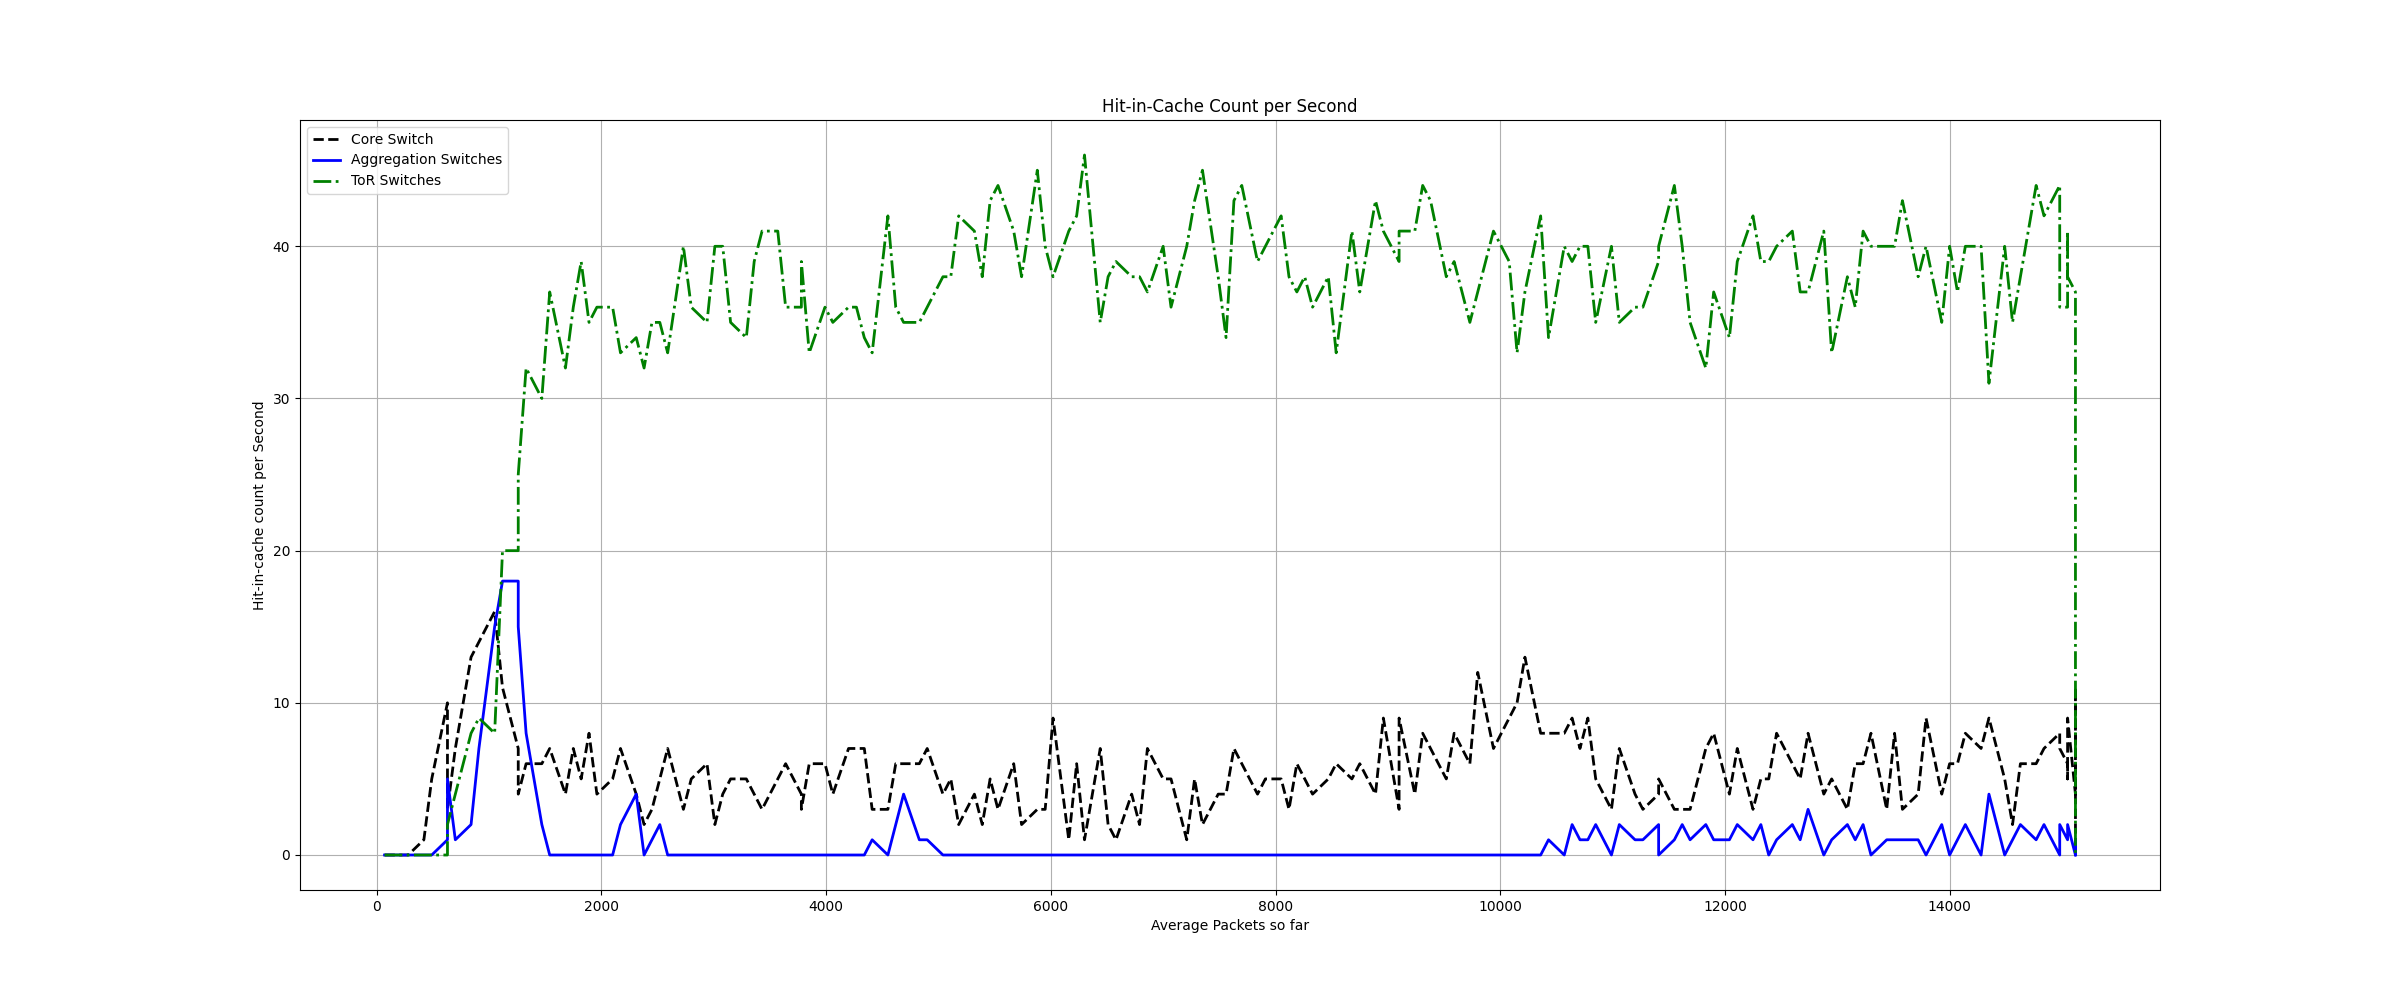 Hit-in-Cache Count per Second
Core Switch
Aggregation Switches
ToR Switches
Hit-in-cache count per Second
40
30
20
10
0
0 2000 4000 6000 8000 10000 12000 14000
Average Packets so far